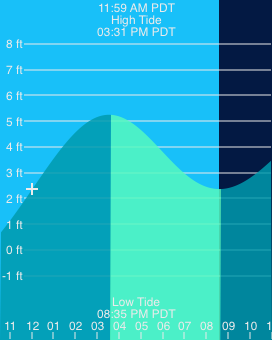 11:59 AM PDT
High Tide
03:31 PM PDT
8 ft
7 ft
6 ft
5 ft
4 ft
3 ft
2 ft
1 ft
0 ft
-1 ft
Low Tide
08:35 PM PDT
11 12 01 02 03 04 05 06 07 08 09 10 1